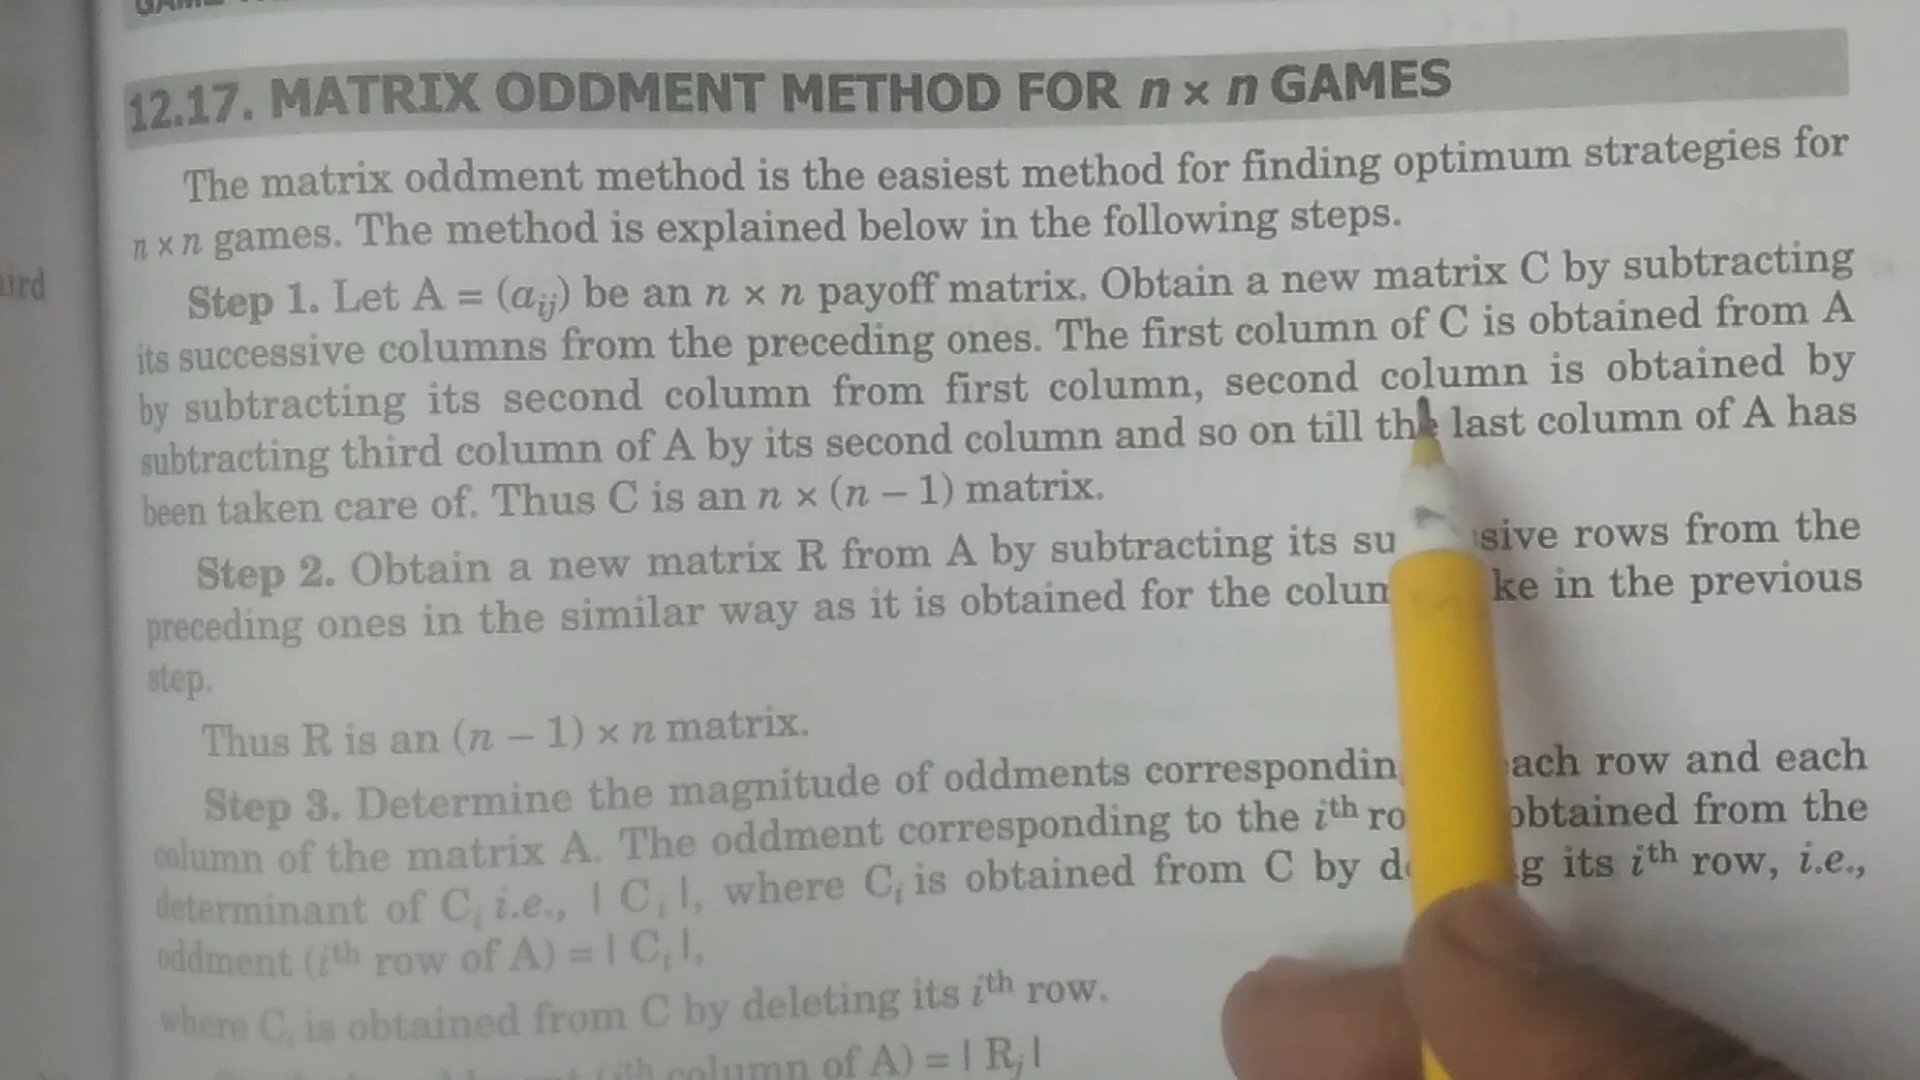 12.17. MATRIX ODDMENT METHOD FOR n × n GAMES
The matrix oddment method is the easiest method for finding optimum strategies for
n × n games. The method is explained below in the following steps.
Step 1. Let A = (aij) be an n × n payoff matrix. Obtain a new matrix C by subtracting
its successive columns from the preceding ones. The first column of C is obtained from A
by subtracting its second column from first column, second column is obtained by
subtracting third column of A by its second column and so on till the last column of A has
been taken care of. Thus C is an n × (n – 1) matrix.
Step 2. Obtain a new matrix R from A by subtracting its su sive rows from the
preceding ones in the similar way as it is obtained for the colum ke in the previous
step.
Thus R is an (n – 1) × n matrix.
Step 3. Determine the magnitude of oddments correspondin ach row and each
column of the matrix A. The oddment corresponding to the ith ro obtained from the
determinant of Ci i.e., | Ci |, where Ci is obtained from C by d g its ith row, i.e.,
oddment (ith row of A) = | Ci |,
where Ci is obtained from C by deleting its ith row.
column of A) = | Rj |